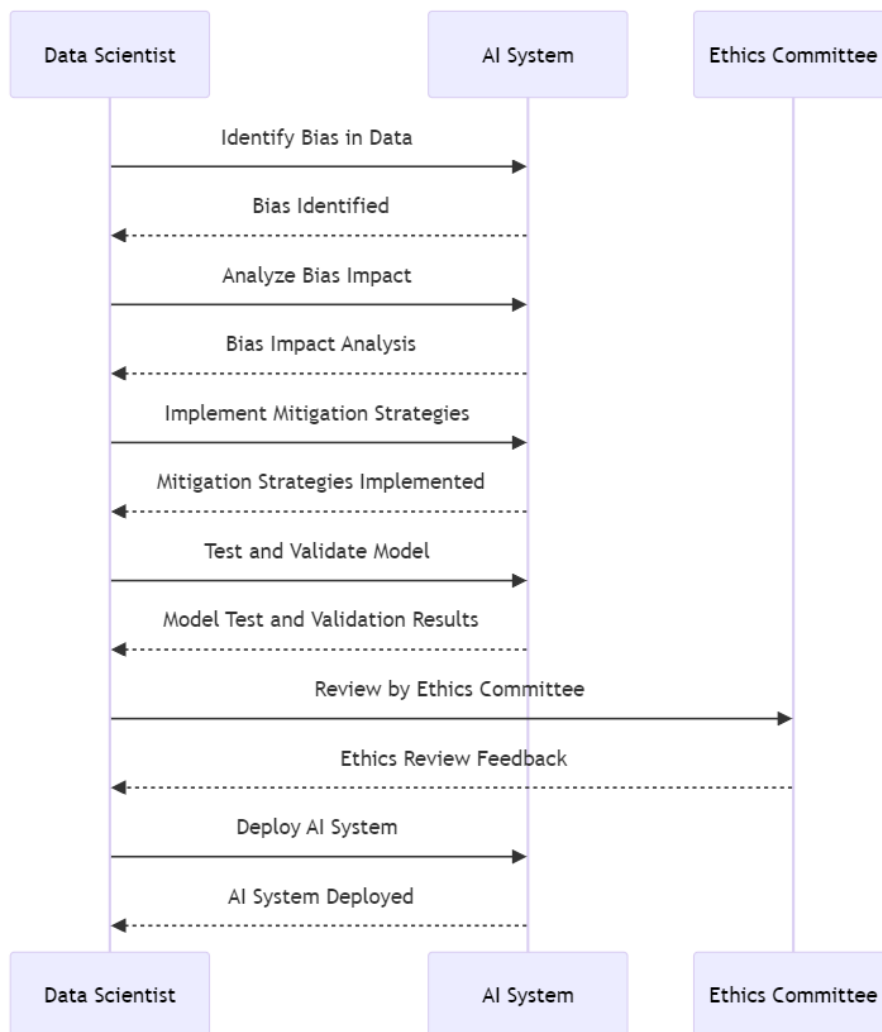 Data Scientist
AI System
Ethics Committee
Identify Bias in Data
Bias Identified
Analyze Bias Impact
Bias Impact Analysis
Implement Mitigation Strategies
Mitigation Strategies Implemented
Test and Validate Model
Model Test and Validation Results
Review by Ethics Committee
Ethics Review Feedback
Deploy AI System
AI System Deployed
Data Scientist
AI System
Ethics Committee